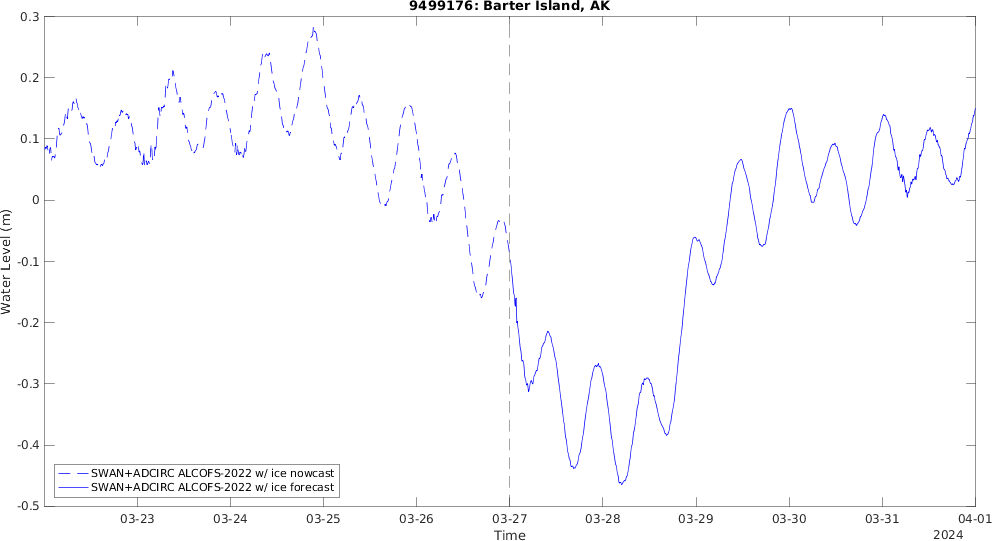 9499176: Barter Island, AK
0.3
0.2
0.1
0
-0.1
-0.2
-0.3
-0.4
-0.5
Water Level (m)
SWAN+ADCIRC ALCOFS-2022 w/ ice nowcast
SWAN+ADCIRC ALCOFS-2022 w/ ice forecast
03-23 03-24 03-25 03-26 03-27 03-28 03-29 03-30 03-31 04-01
Time
2024